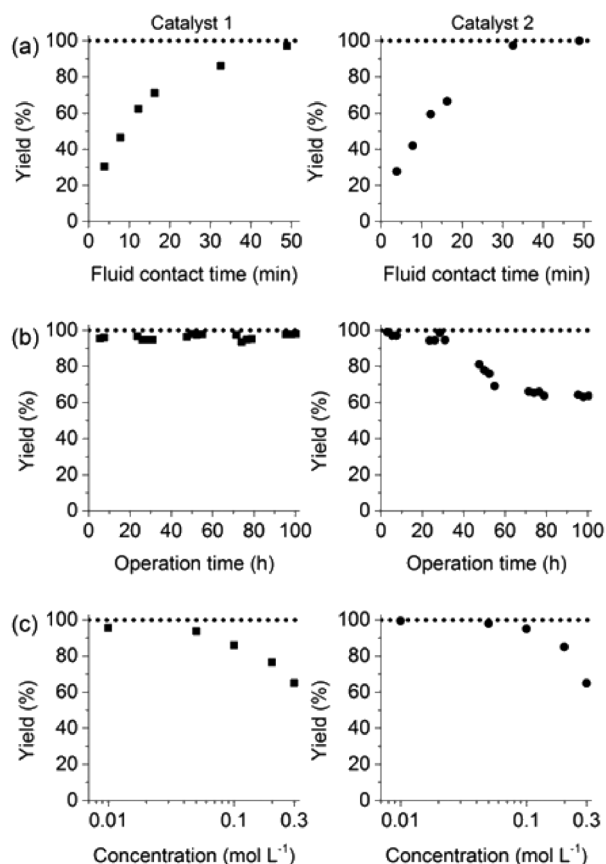 Catalyst 1 Catalyst 2
(a)
Yield (%)
100
80
60
40
20
0
0 10 20 30 40 50
Fluid contact time (min)
Yield (%)
100
80
60
40
20
0
0 10 20 30 40 50
Fluid contact time (min)
(b)
Yield (%)
100
80
60
40
20
0
0 20 40 60 80 100
Operation time (h)
Yield (%)
100
80
60
40
20
0
0 20 40 60 80 100
Operation time (h)
(c)
Yield (%)
100
80
60
40
20
0
0.01 0.1 0.3
Concentration (mol L⁻¹)
Yield (%)
100
80
60
40
20
0
0.01 0.1 0.3
Concentration (mol L⁻¹)